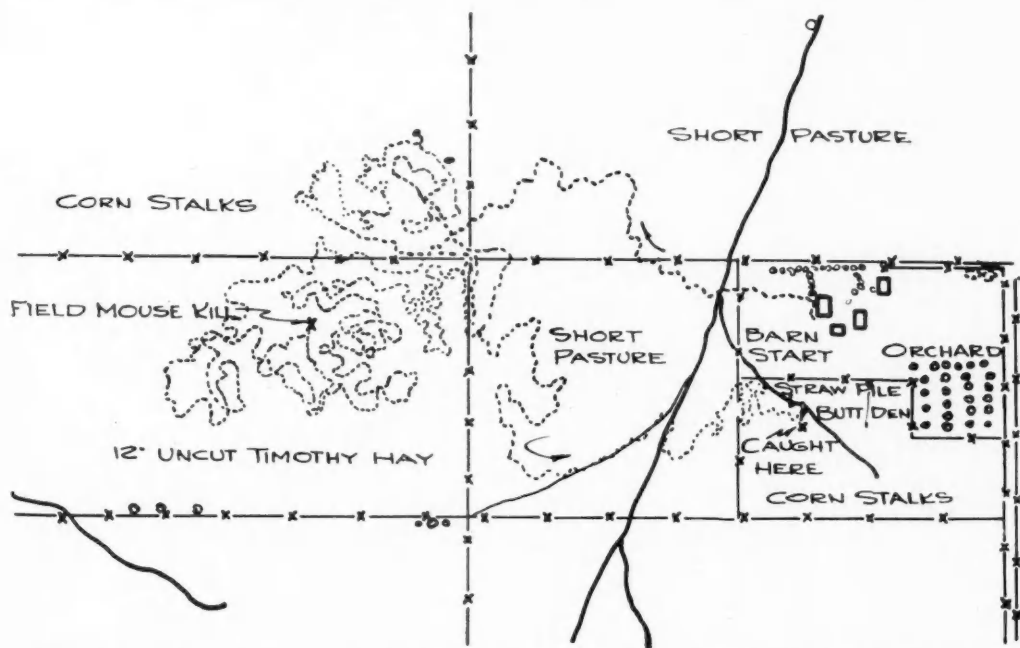 SHORT PASTURE
CORN STALKS
FIELD MOUSE KILL
SHORT
PASTURE
BARN
START
ORCHARD
STRAW PILE
BUTT DEN
CAUGHT
HERE
12" UNCUT TIMOTHY HAY
CORN STALKS